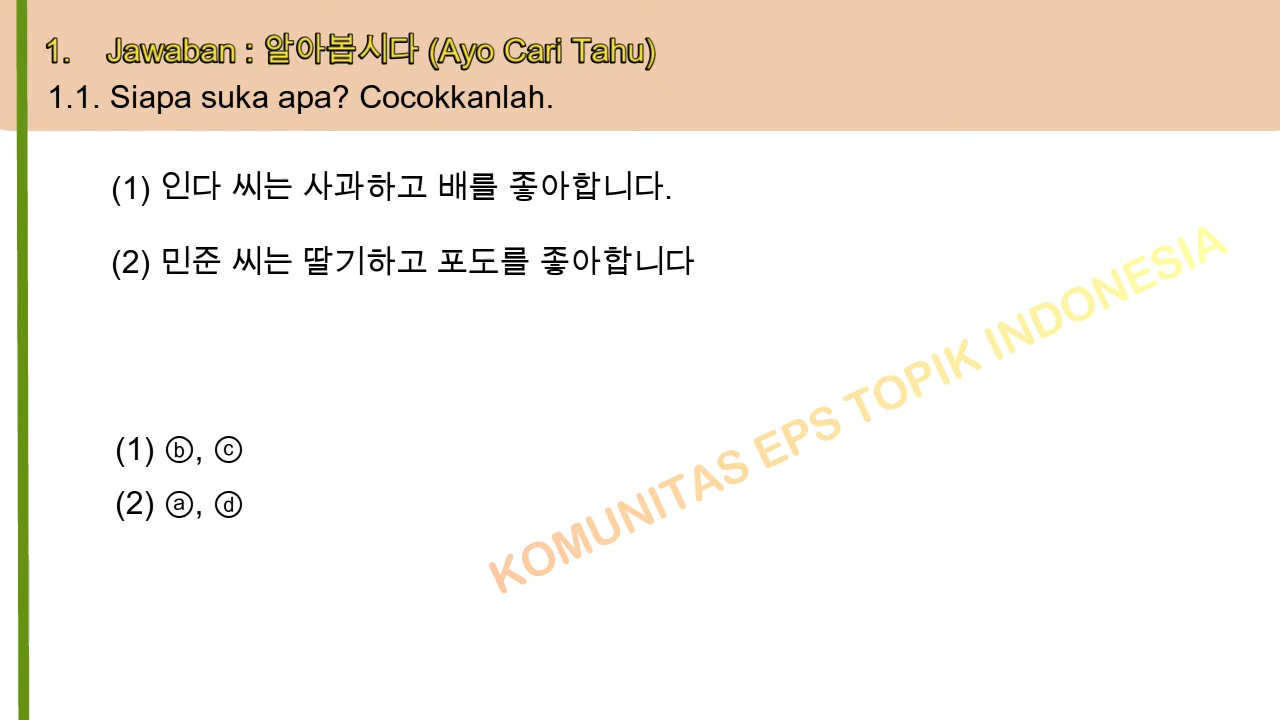 1. Jawaban : 알아봅시다 (Ayo Cari Tahu)
1.1. Siapa suka apa? Cocokkanlah.
(1) 인다 씨는 사과하고 배를 좋아합니다.
(2) 민준 씨는 딸기하고 포도를 좋아합니다
(1) ⓑ, ⓒ
(2) ⓐ, ⓓ
KOMUNITAS EPS TOPIK INDONESIA